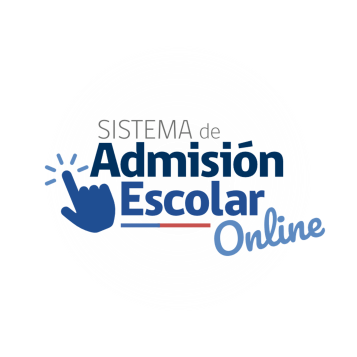 SISTEMA de
Admisión
Escolar
Online